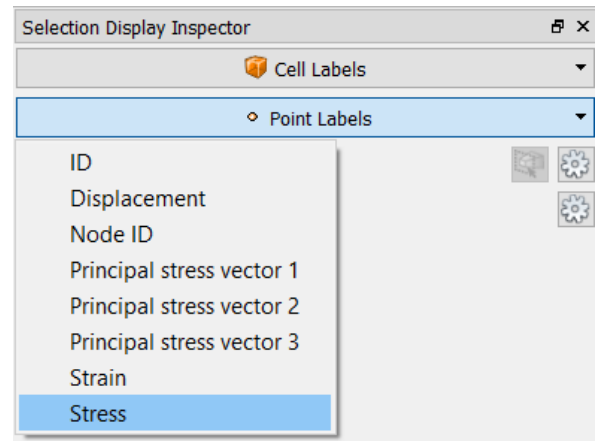 Selection Display Inspector
Cell Labels
Point Labels
ID
Displacement
Node ID
Principal stress vector 1
Principal stress vector 2
Principal stress vector 3
Strain
Stress